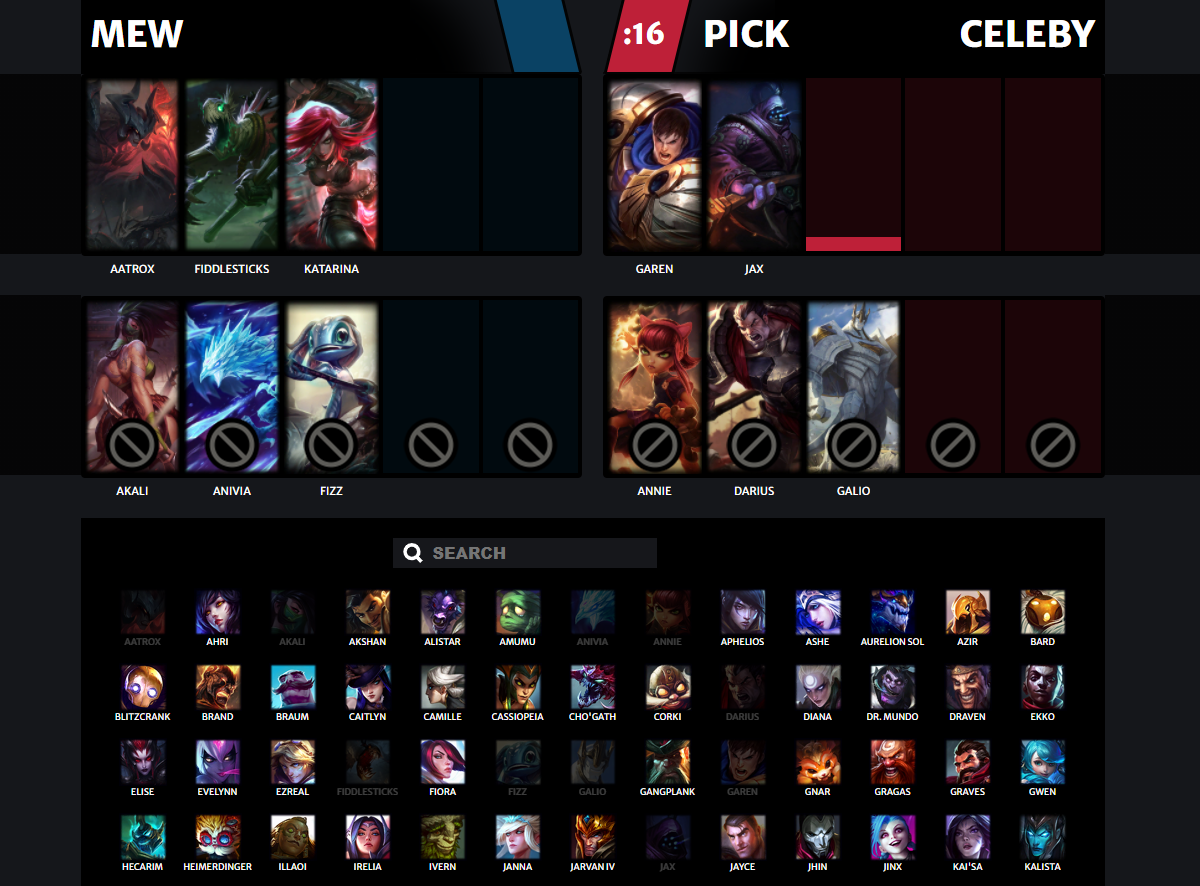 MEW
:16
PICK
CELEBY
AATROX
FIDDLESTICKS
KATARINA
GAREN
JAX
AKALI
ANIVIA
FIZZ
ANNIE
DARIUS
GALIO
SEARCH
AATROX
AHRI
AKALI
AKSHAN
ALISTAR
AMUMU
ANIVIA
ANNIE
APHELIOS
ASHE
AURELION SOL
AZIR
BARD
BLITZCRANK
BRAND
BRAUM
CAITLYN
CAMILLE
CASSIOPEIA
CHO'GATH
CORKI
DARIUS
DIANA
DR. MUNDO
DRAVEN
EKKO
ELISE
EVELYNN
EZREAL
FIDDLESTICKS
FIORA
FIZZ
GALIO
GANGPLANK
GAREN
GNAR
GRAGAS
GRAVES
GWEN
HECARIM
HEIMERDINGER
ILLAOI
IRELIA
IVERN
JANNA
JARVAN IV
JAX
JAYCE
JHIN
JINX
KAI'SA
KALISTA